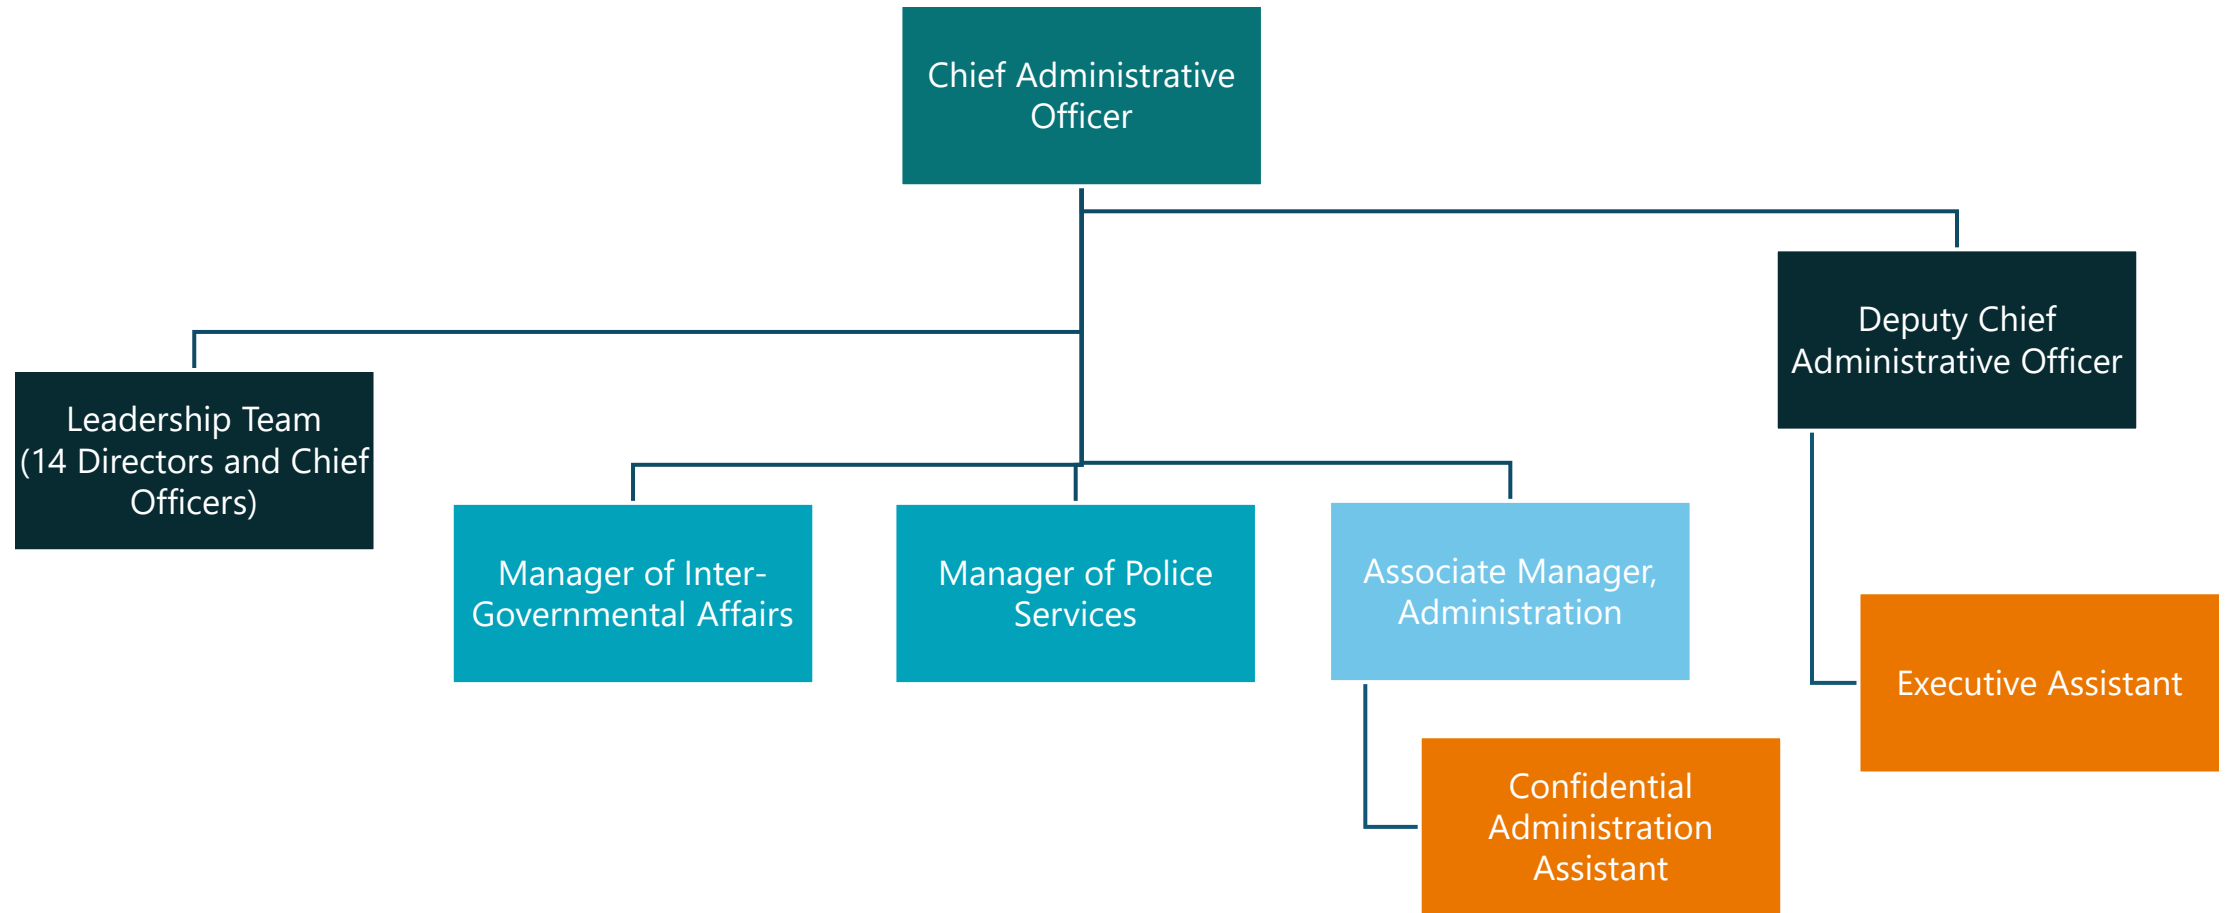 Chief Administrative
Officer
Deputy Chief
Administrative Officer
Leadership Team
(14 Directors and Chief
Officers)
Manager of Inter-
Governmental Affairs
Manager of Police
Services
Associate Manager,
Administration
Executive Assistant
Confidential
Administration
Assistant